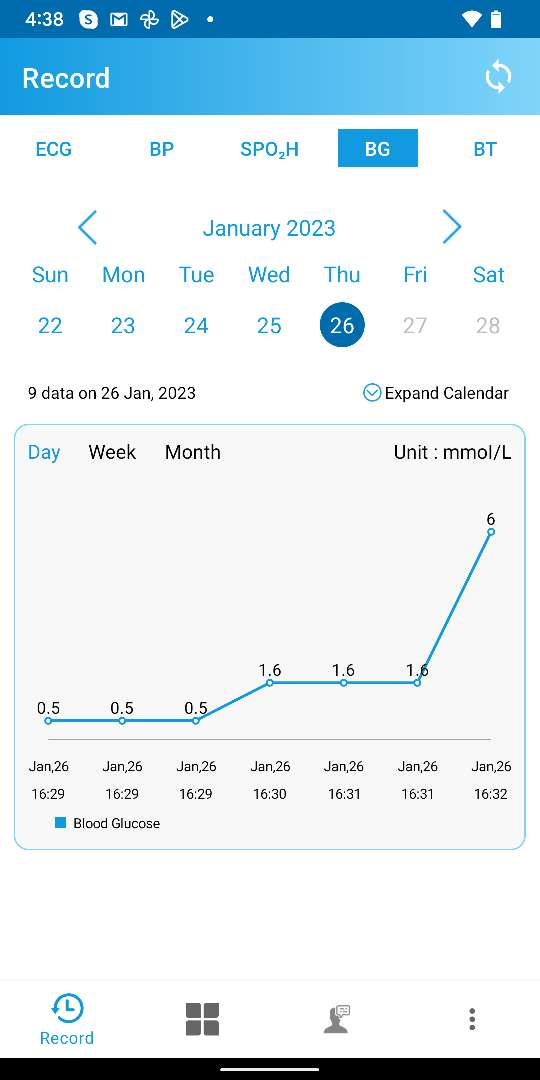 4:38
Record
ECG BP SPO₂H BG BT
January 2023
Sun Mon Tue Wed Thu Fri Sat
22 23 24 25 26 27 28
9 data on 26 Jan, 2023 Expand Calendar
Day Week Month Unit : mmol/L
6
1.6 1.6 1.6
0.5 0.5 0.5
Jan,26 Jan,26 Jan,26 Jan,26 Jan,26 Jan,26 Jan,26
16:29 16:29 16:29 16:30 16:31 16:31 16:32
Blood Glucose
Record